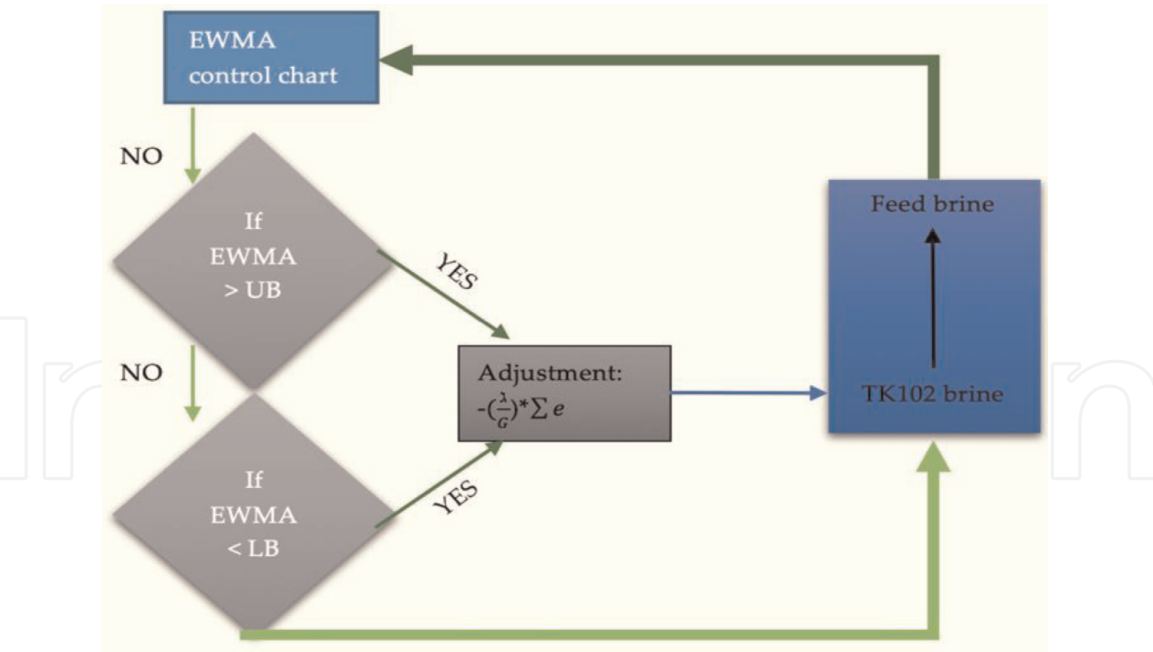 EWMA
control chart
NO
If
EWMA
> UB
YES
NO
Adjustment:
-(λ/G)*∑ e
If
EWMA
< LB
YES
Feed brine
TK102 brine